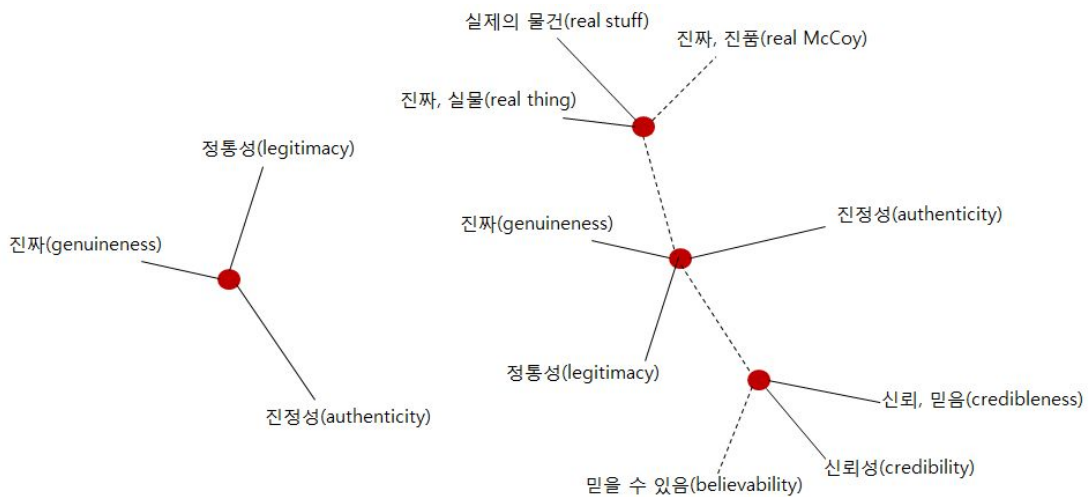 정통성(legitimacy)
진짜(genuineness)
진정성(authenticity)
실제의 물건(real stuff)
진짜, 진품(real McCoy)
진짜, 실물(real thing)
진짜(genuineness)
진정성(authenticity)
정통성(legitimacy)
신뢰, 믿음(credibleness)
신뢰성(credibility)
믿을 수 있음(believability)